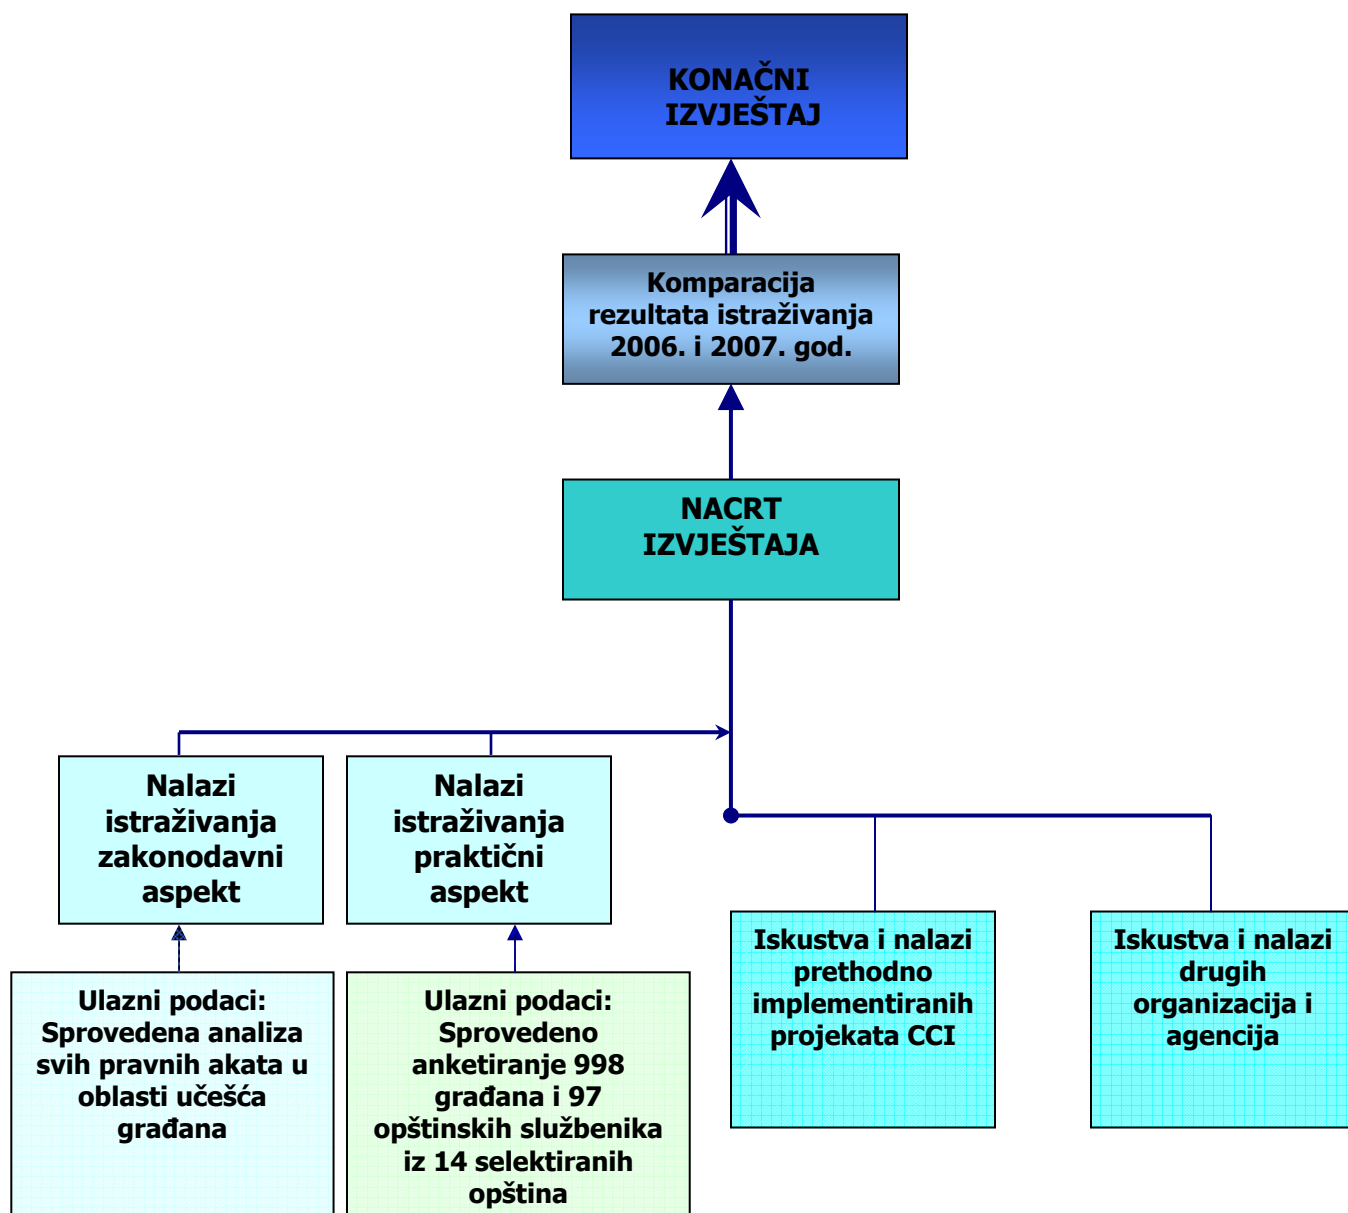 KONAČNI
IZVJEŠTAJ
Komparacija
rezultata istraživanja
2006. i 2007. god.
NACRT
IZVJEŠTAJA
Nalazi
istraživanja
zakonodavni
aspekt
Nalazi
istraživanja
praktični
aspekt
Iskustva i nalazi
prethodno
implementiranih
projekata CCI
Iskustva i nalazi
drugih
organizacija i
agencija
Ulazni podaci:
Sprovedena analiza
svih pravnih akata u
oblasti učešća
građana
Ulazni podaci:
Sprovedeno
anketiranje 998
građana i 97
opštinskih službenika
iz 14 selektiranih
opština